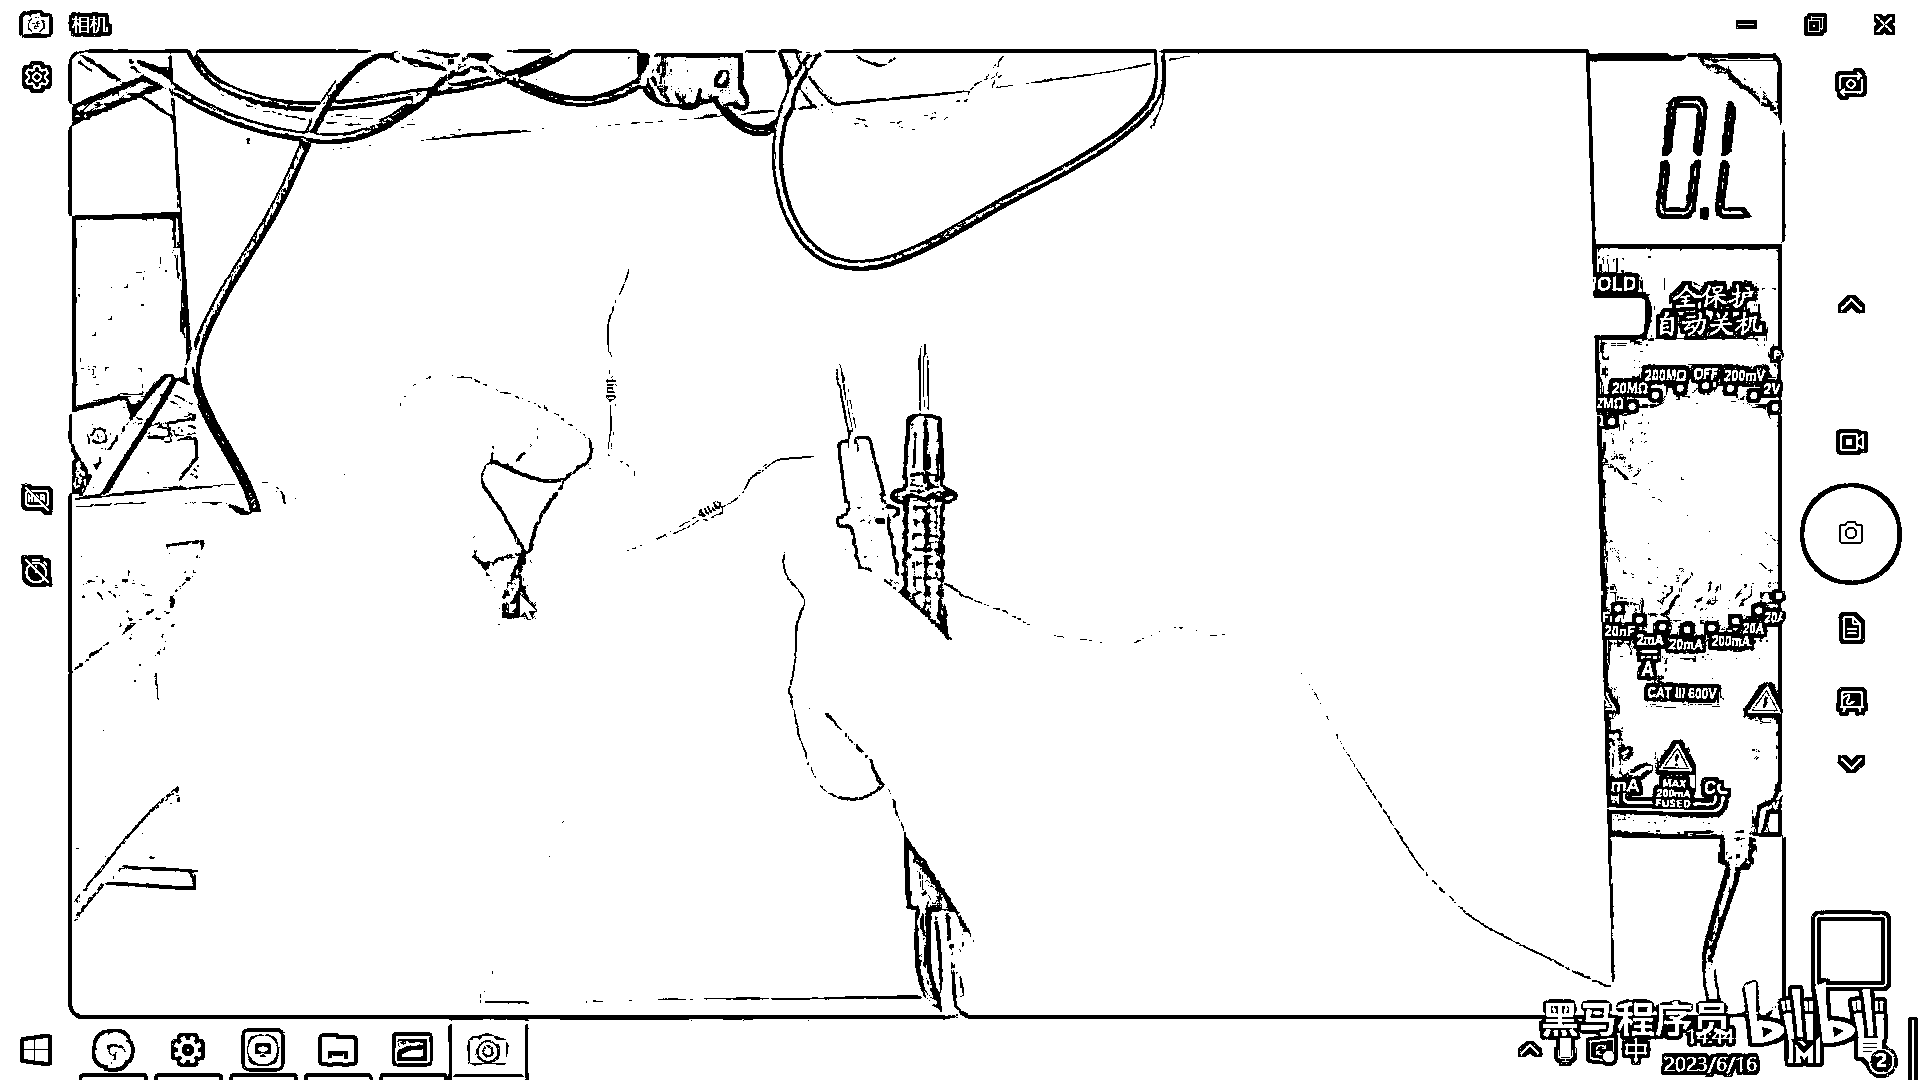 相机
0.L
OLD
全保护
自动关机
200MΩ OFF 200mV
20MΩ 2V
2MΩ
20nF 2mA 20mA 200mA 20A
A
CAT III 600V
MAX
200mA
FUSED
mA
黑马程序员 bilibili
14:44
中
2023/6/16
2